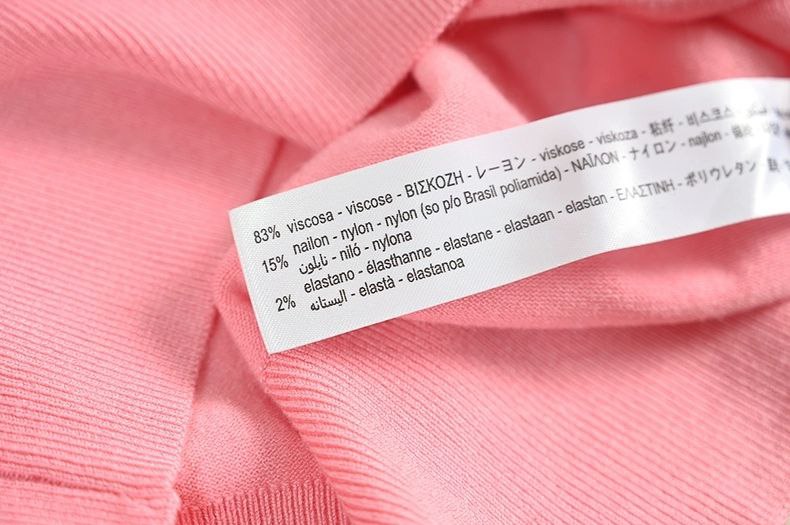 83% viscosa - viscose - ΒΙΣΚΟΖΗ - レーヨン - viskose - viskoza - 粘纤 - 비스코스
15% nailon - nylon - nylon (so p/o Brasil poliamida) - ΝΑΪΛΟΝ - ナイロン - najlon -
نايلون - niló - nylona
2% elastano - élasthanne - elastane - elastaan - elastan - ΕΛΑΣΤΙΝΗ - ポリウレタン -
اليستانه - elastà - elastanoa